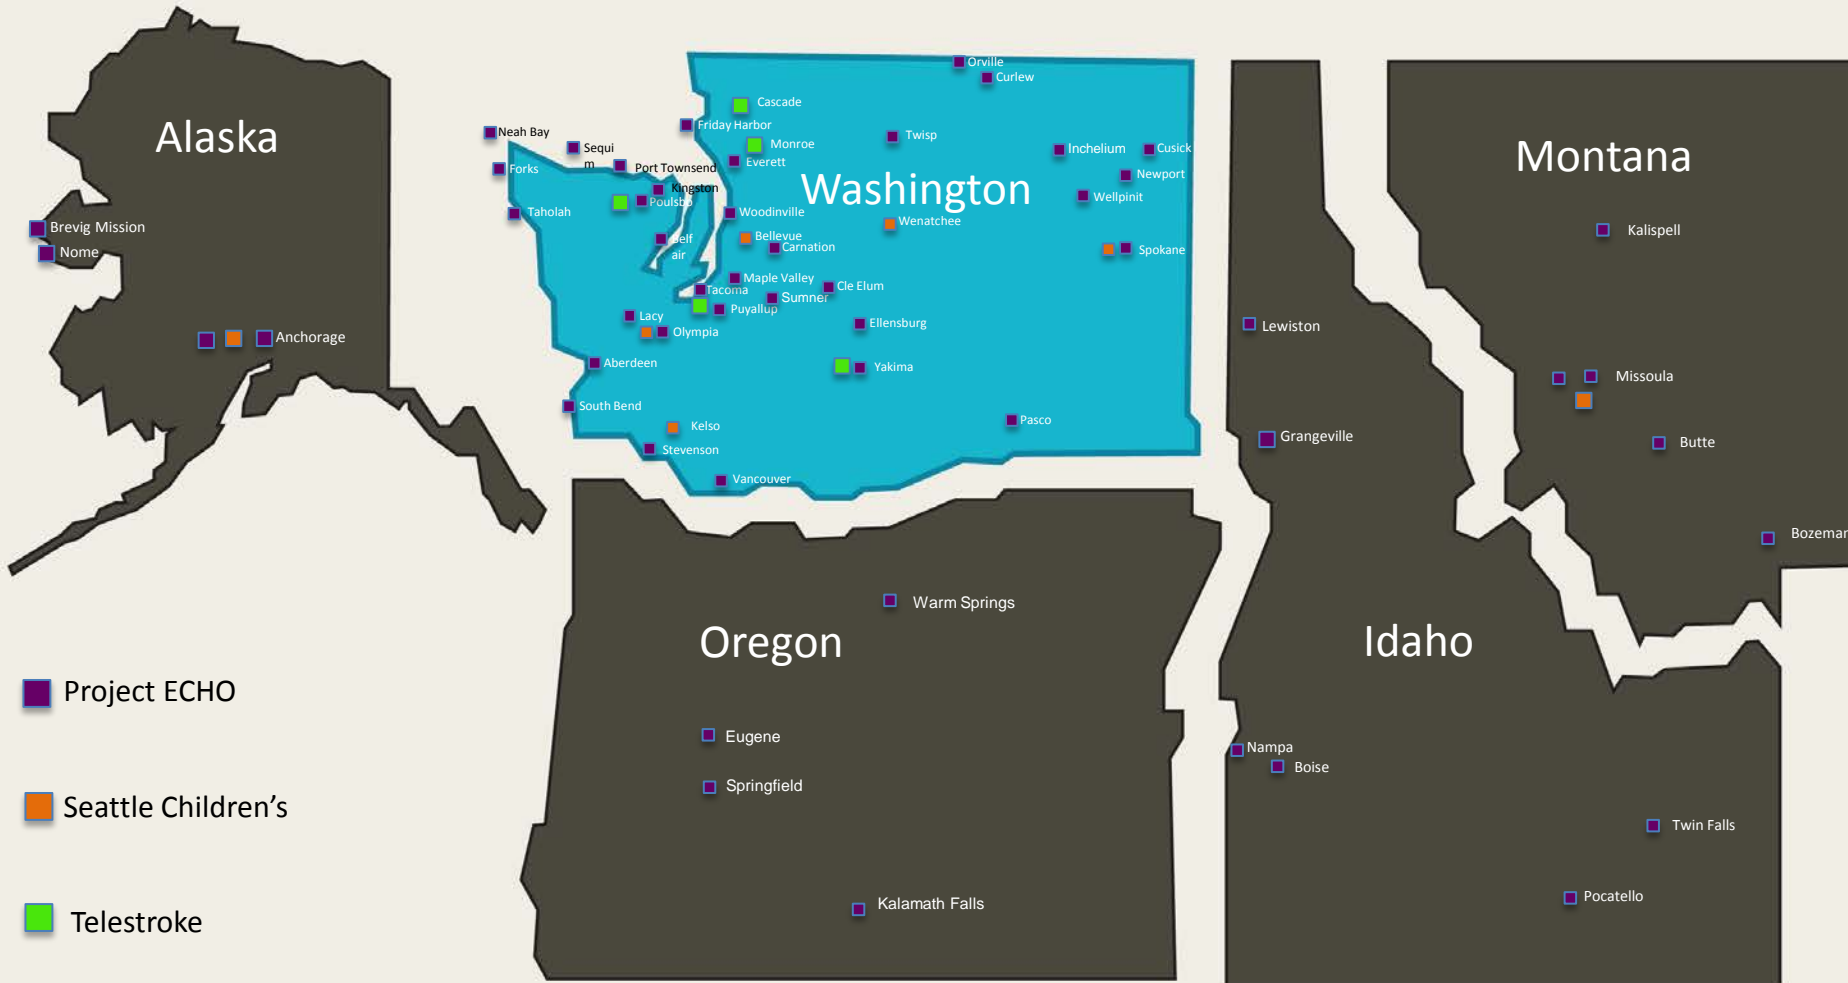 Alaska
Brevig Mission
Nome
Anchorage
Washington
Orville
Curlew
Cascade
Friday Harbor
Monroe
Everett
Twisp
Inchelium
Cusick
Newport
Wellpinit
Neah Bay
Sequi
m
Port Townsend
Forks
Kingston
Poulsbo
Taholah
Woodinville
Wenatchee
Bellevue
Carnation
Spokane
Belf
air
Maple Valley
Cle Elum
Tacoma
Sumner
Puyallup
Lacy
Olympia
Ellensburg
Aberdeen
Yakima
South Bend
Pasco
Kelso
Stevenson
Vancouver
Montana
Kalispell
Missoula
Butte
Bozeman
Idaho
Lewiston
Grangeville
Nampa
Boise
Twin Falls
Pocatello
Oregon
Warm Springs
Eugene
Springfield
Kalamath Falls
Project ECHO
Seattle Children's
Telestroke